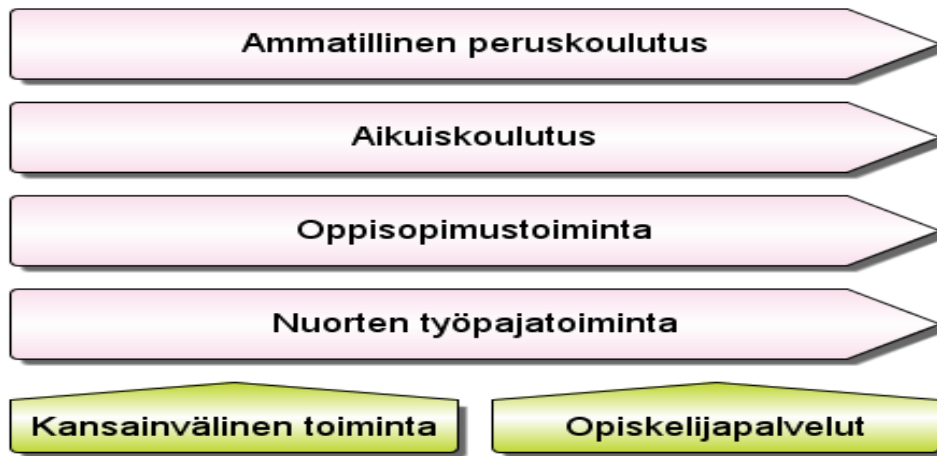 Ammatillinen peruskoulutus
Aikuiskoulutus
Oppisopimustoiminta
Nuorten työpajatoiminta
Kansainvälinen toiminta
Opiskelijapalvelut